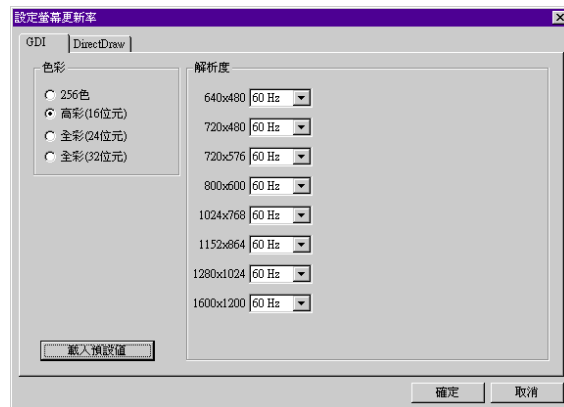 設定螢幕更新率
GDI DirectDraw
色彩
256色
高彩(16位元)
全彩(24位元)
全彩(32位元)
載入預設值
解析度
640x480 60 Hz
720x480 60 Hz
720x576 60 Hz
800x600 60 Hz
1024x768 60 Hz
1152x864 60 Hz
1280x1024 60 Hz
1600x1200 60 Hz
確定 取消